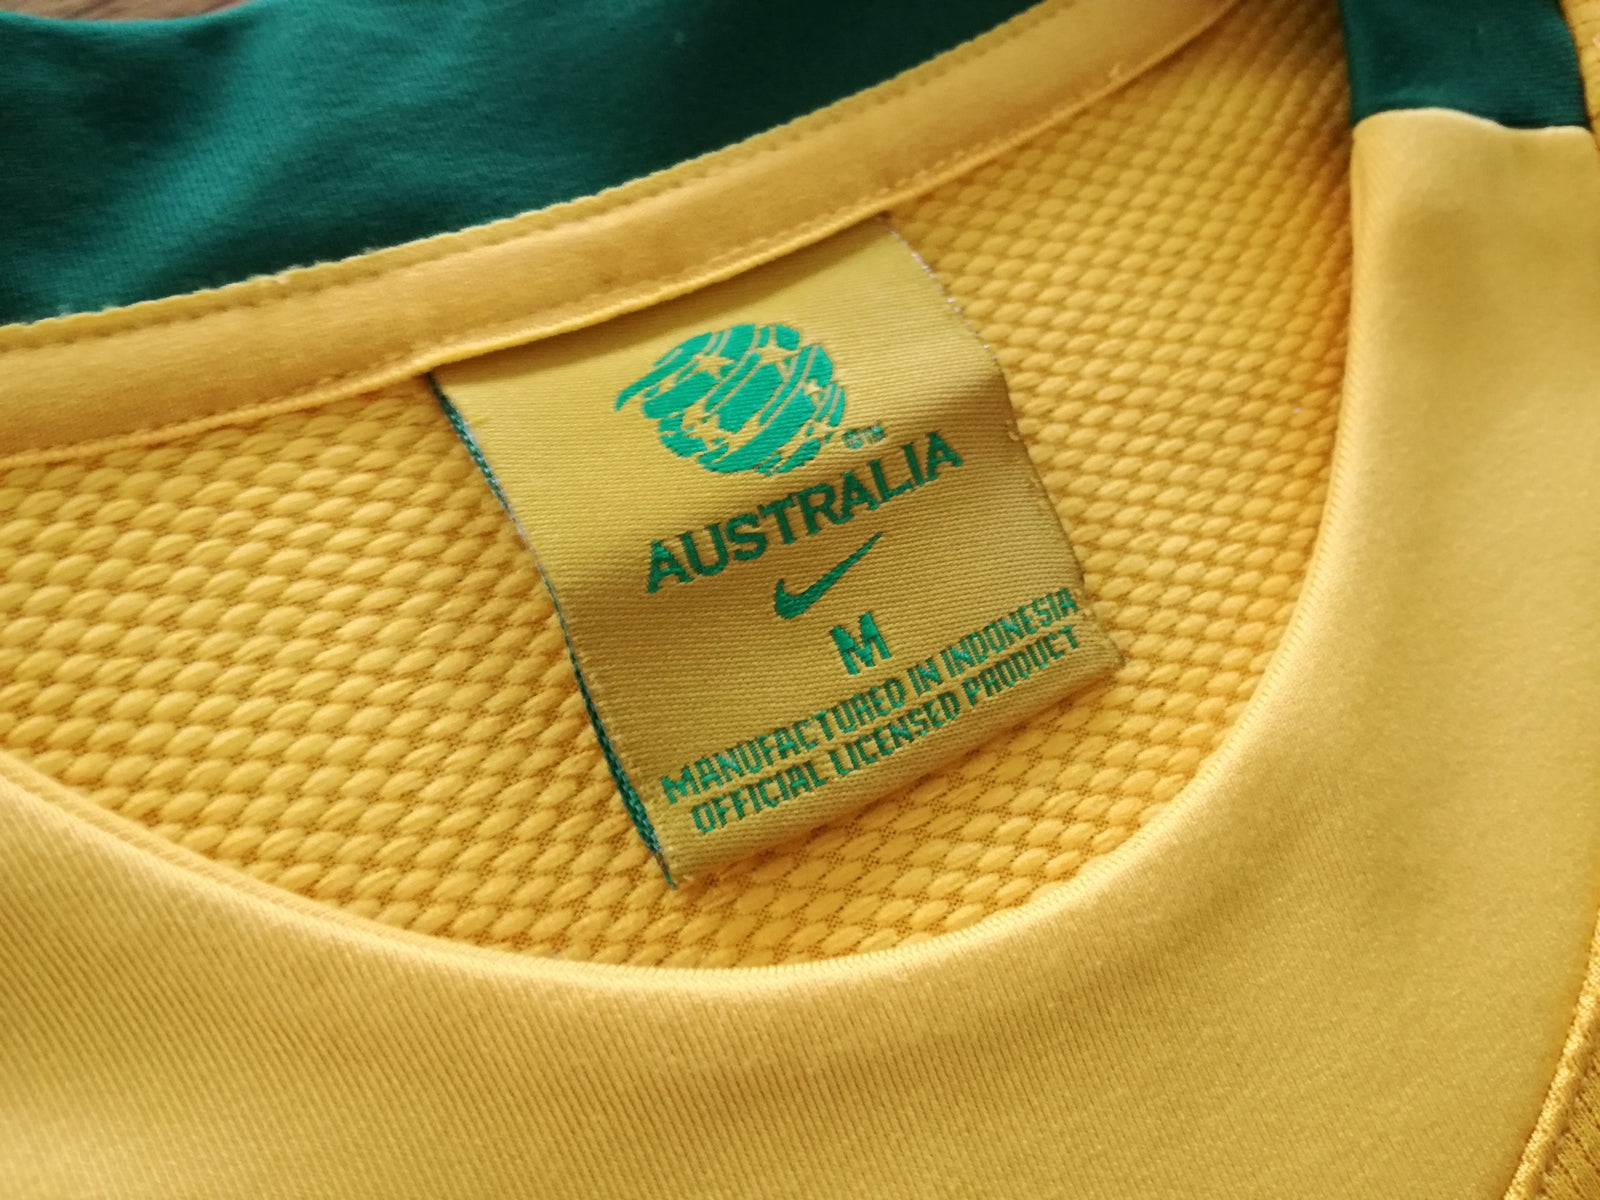 AUSTRALIA
M
MANUFACTURED IN INDONESIA
OFFICIAL LICENSED PRODUCT